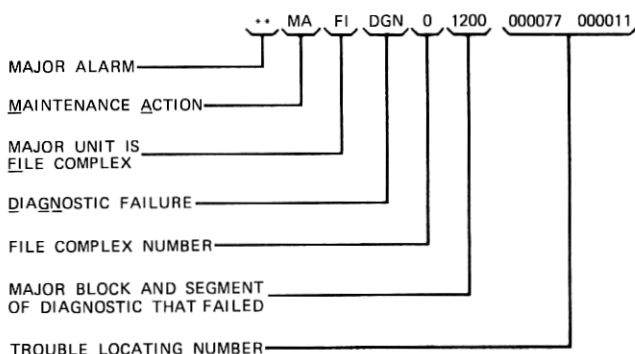 ** MA FI DGN 0 1200 000077 000011
MAJOR ALARM
MAINTENANCE ACTION
MAJOR UNIT IS
FILE COMPLEX
DIAGNOSTIC FAILURE
FILE COMPLEX NUMBER
MAJOR BLOCK AND SEGMENT
OF DIAGNOSTIC THAT FAILED
TROUBLE LOCATING NUMBER